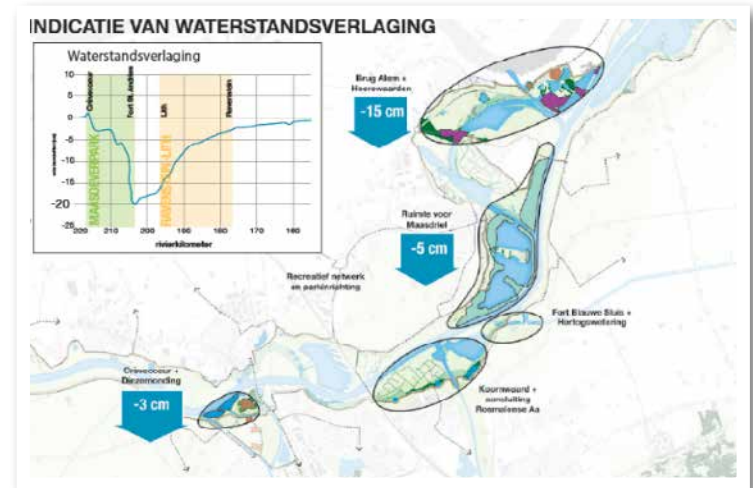 INDICATIE VAN WATERSTANDSVERLAGING
Waterstandsverlaging
10
5
0
-5
-10
-15
-20
-25
Crèvecoeur
Fort St. Andries
Lith
Ravenstein
MAASOEVERPARK
220
210
200
190
180
170
160
rivierkilometer
Brug Alem +
Heerewaarden
-15 cm
Ruimte voor
Maasdriel
-5 cm
Recreatief netwerk
en parkinrichting
Fort Blauwe Sluis +
Hertogswetering
Crèvecoeur +
Diezemonding
-3 cm
Koornwaard +
aansluiting
Rosmalense Aa